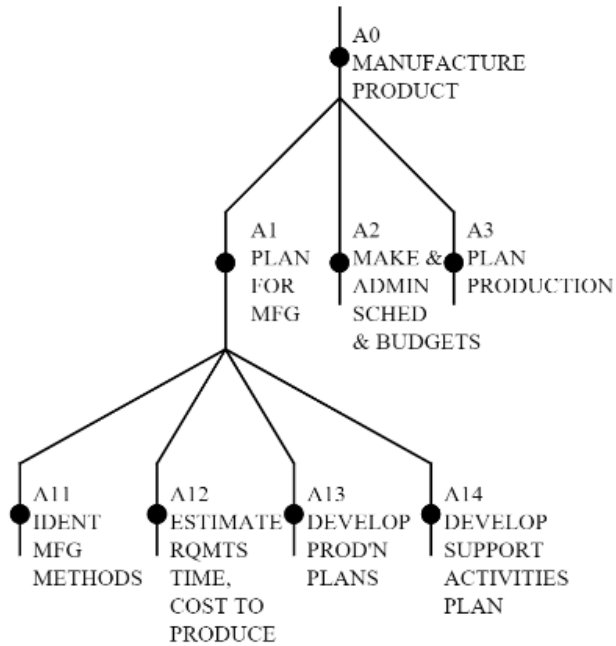 A0
MANUFACTURE
PRODUCT
A1
PLAN
FOR
MFG
A2
MAKE &
ADMIN
SCHED
& BUDGETS
A3
PLAN
PRODUCTION
A11
IDENT
MFG
METHODS
A12
ESTIMATE
RQMTS
TIME,
COST TO
PRODUCE
A13
DEVELOP
PROD'N
PLANS
A14
DEVELOP
SUPPORT
ACTIVITIES
PLAN